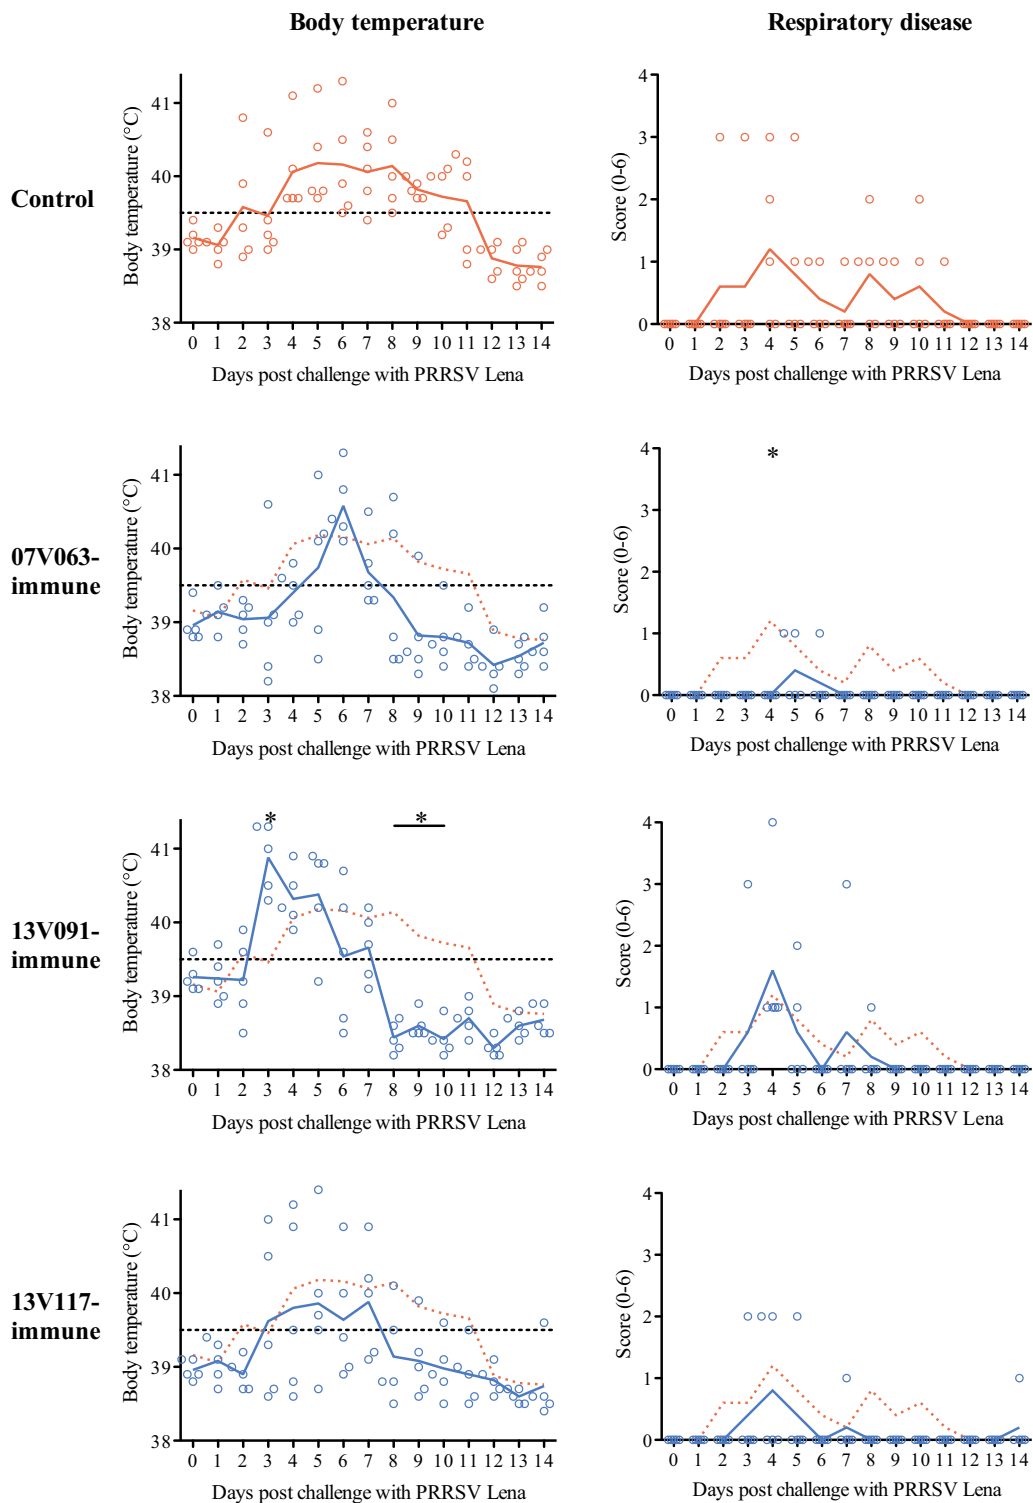 Body temperature
Respiratory disease
Control
Body temperature (°C)
41
40
39
38
0 1 2 3 4 5 6 7 8 9 10 11 12 13 14
Days post challenge with PRRSV Lena
Score (0-6)
4
3
2
1
0
0 1 2 3 4 5 6 7 8 9 10 11 12 13 14
Days post challenge with PRRSV Lena
07V063-
immune
Body temperature (°C)
41
40
39
38
0 1 2 3 4 5 6 7 8 9 10 11 12 13 14
Days post challenge with PRRSV Lena
*
Score (0-6)
4
3
2
1
0
0 1 2 3 4 5 6 7 8 9 10 11 12 13 14
Days post challenge with PRRSV Lena
13V091-
immune
* *
Body temperature (°C)
41
40
39
38
0 1 2 3 4 5 6 7 8 9 10 11 12 13 14
Days post challenge with PRRSV Lena
Score (0-6)
4
3
2
1
0
0 1 2 3 4 5 6 7 8 9 10 11 12 13 14
Days post challenge with PRRSV Lena
13V117-
immune
Body temperature (°C)
41
40
39
38
0 1 2 3 4 5 6 7 8 9 10 11 12 13 14
Days post challenge with PRRSV Lena
Score (0-6)
4
3
2
1
0
0 1 2 3 4 5 6 7 8 9 10 11 12 13 14
Days post challenge with PRRSV Lena